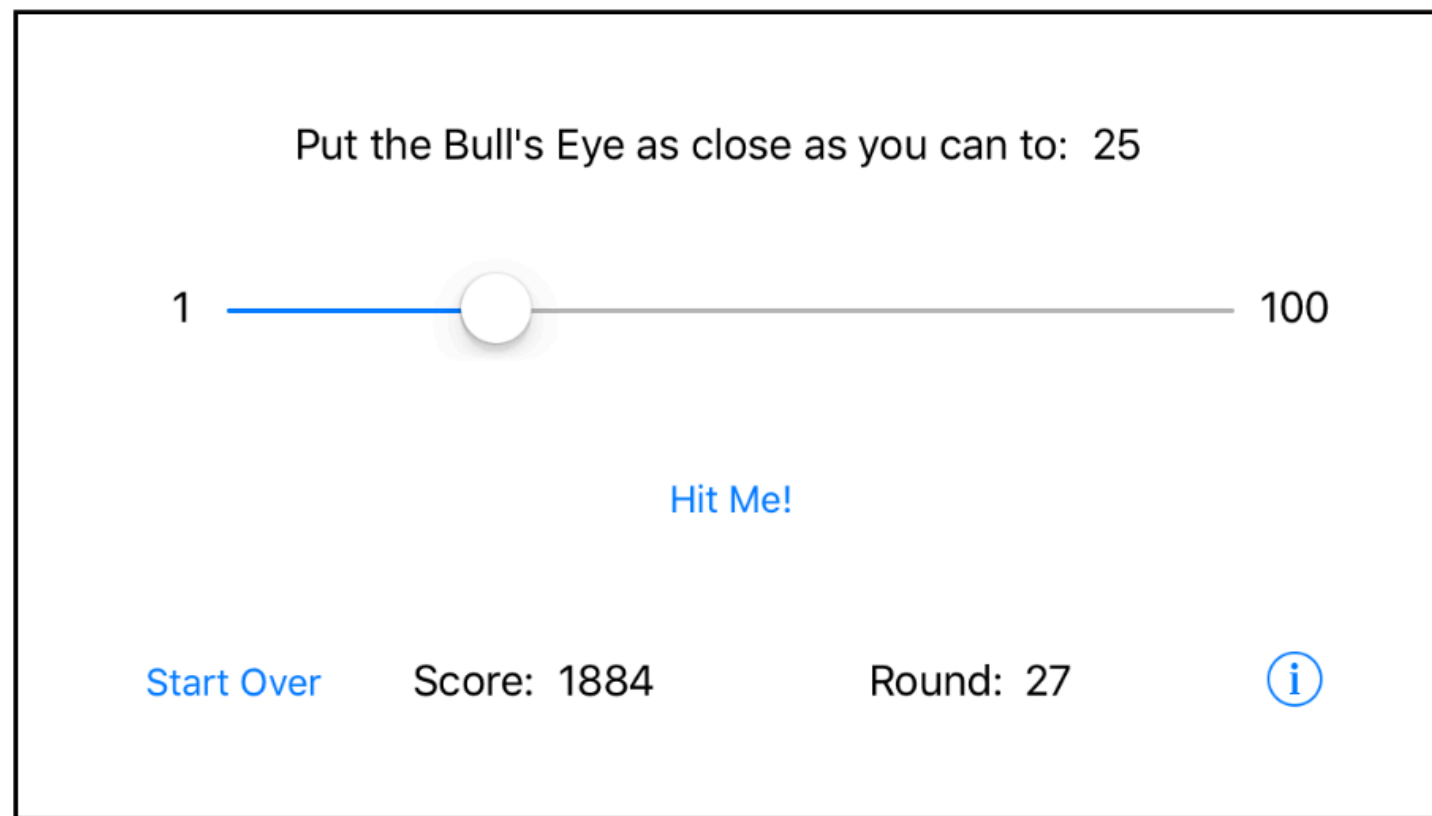 Put the Bull's Eye as close as you can to: 25
1 100
Hit Me!
Start Over Score: 1884 Round: 27 i